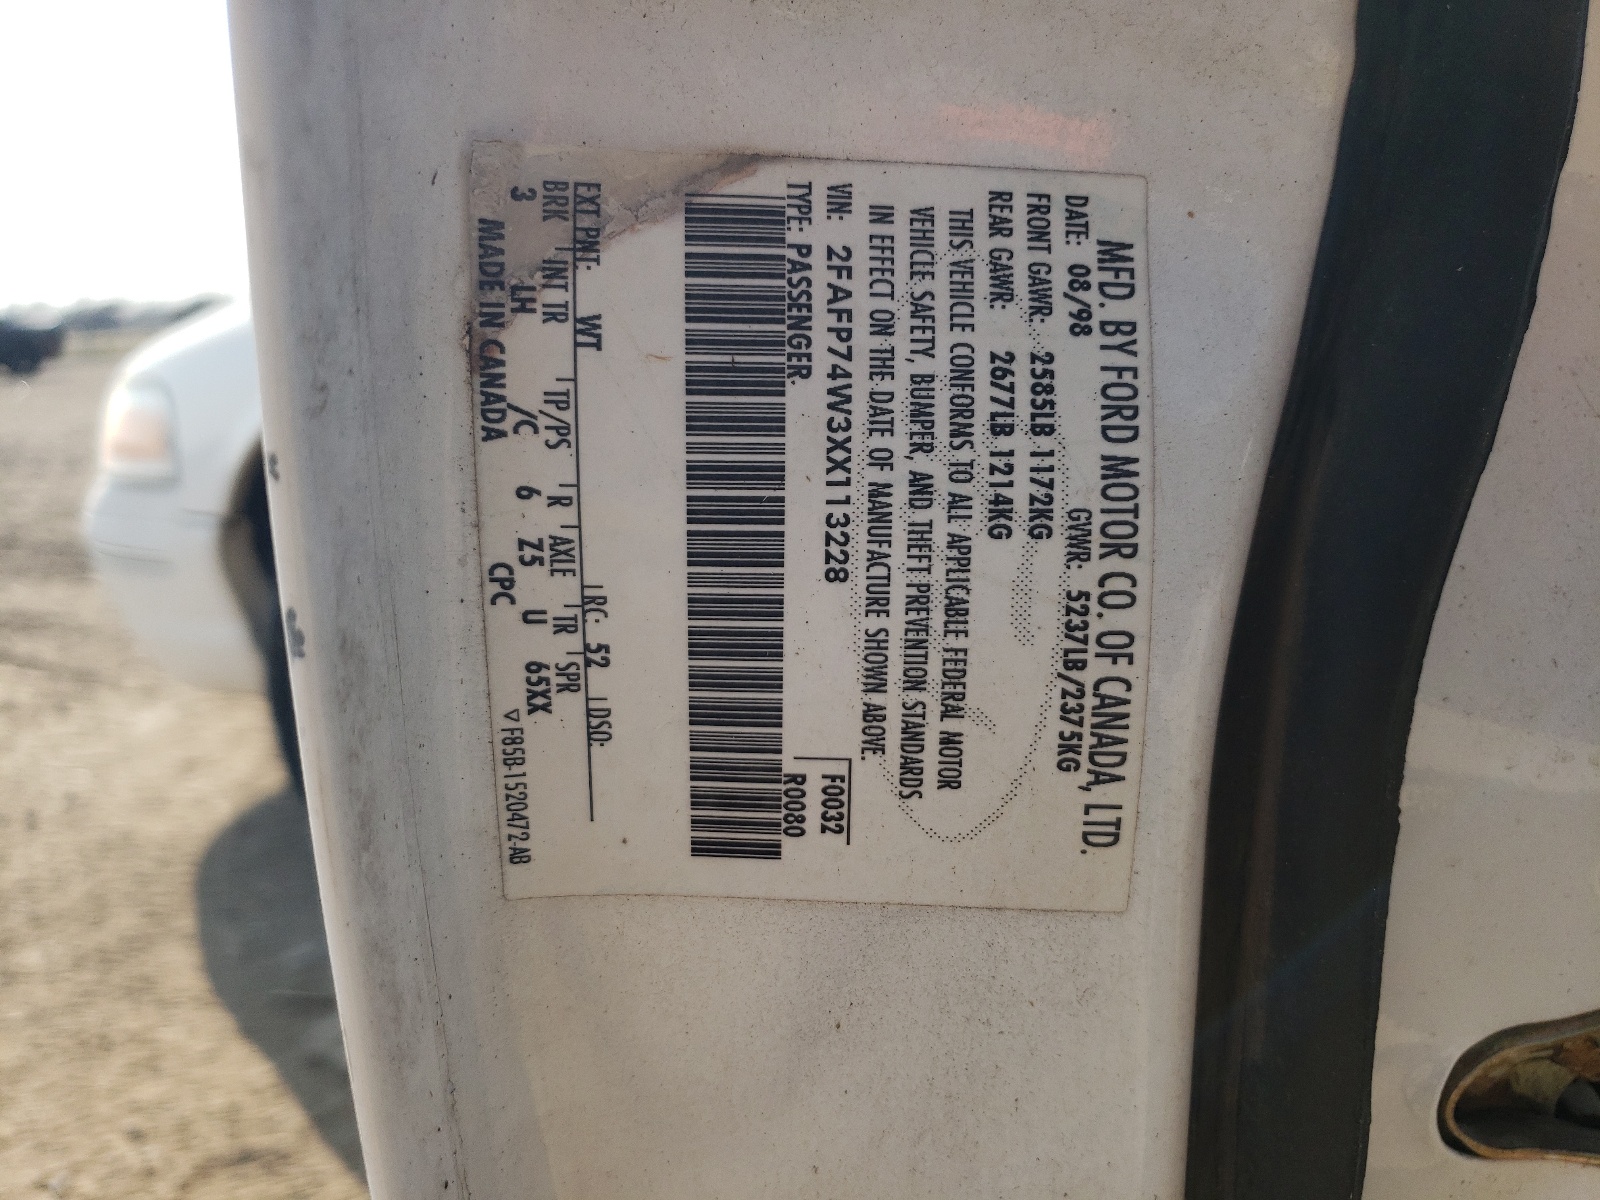 MFD. BY FORD MOTOR CO. OF CANADA, LTD.
DATE: 08/98 GVWR: 5237LB/2375KG
FRONT GAWR: 2585LB 1172KG
REAR GAWR: 2677LB 1214KG
THIS VEHICLE CONFORMS TO ALL APPLICABLE FEDERAL MOTOR
VEHICLE SAFETY, BUMPER, AND THEFT PREVENTION STANDARDS
IN EFFECT ON THE DATE OF MANUFACTURE SHOWN ABOVE.
VIN: 2FAFP74W3XX113228 F0032
TYPE: PASSENGER R0080
EXT PNT: WT RC: 52 DSO:
BRK INT TR TP/PS R AXLE TR SPR
3 LH /C 6 Z5 U 65XX
MADE IN CANADA CPC ▽F85B-1520472-AB